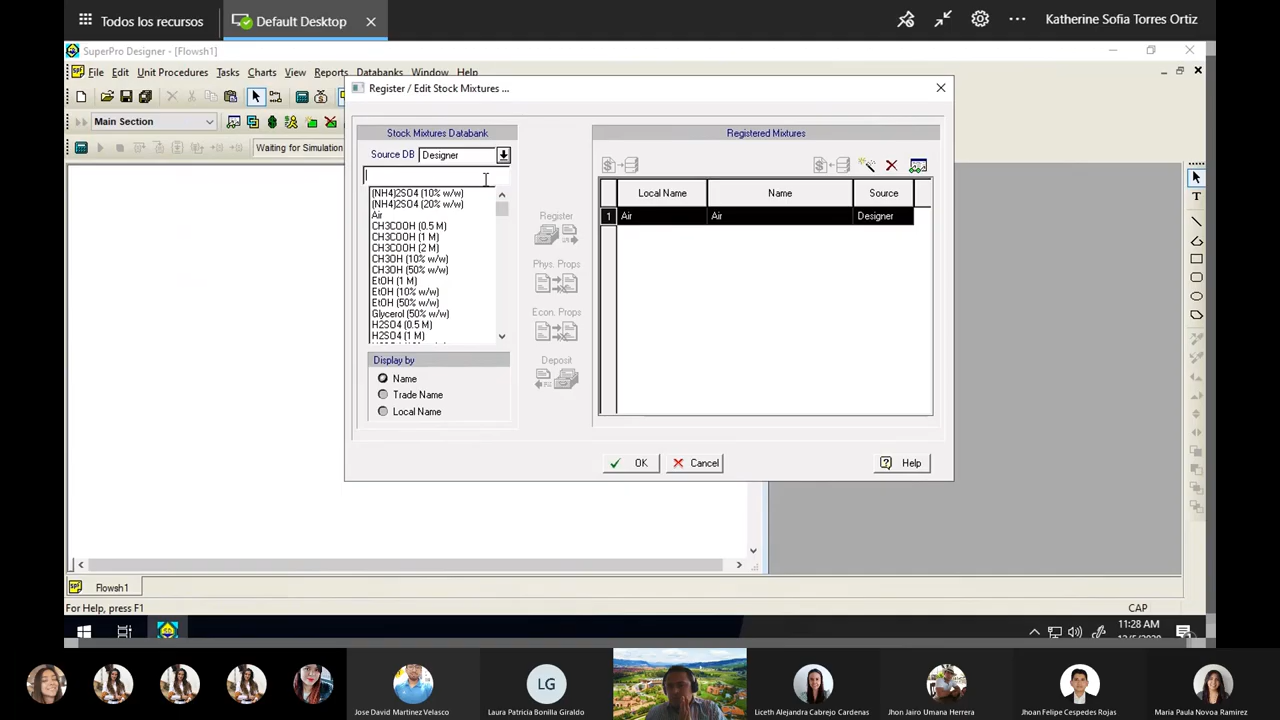 Todos los recursos
Default Desktop
Katherine Sofia Torres Ortiz
SuperPro Designer - [Flowsh1]
File Edit Unit Procedures Tasks Charts View Reports Databanks Window Help
Main Section
Waiting for Simulation
Register / Edit Stock Mixtures ...
Stock Mixtures Databank
Source DB
Designer
(NH4)2SO4 (10% w/w)
(NH4)2SO4 (20% w/w)
Air
CH3COOH (0.5 M)
CH3COOH (1 M)
CH3COOH (2 M)
CH3OH (10% w/w)
CH3OH (50% w/w)
EtOH (1 M)
EtOH (10% w/w)
EtOH (50% w/w)
Glycerol (50% w/w)
H2SO4 (0.5 M)
H2SO4 (1 M)
Display by
Name
Trade Name
Local Name
Register
Phys. Props
Econ. Props
Deposit
Registered Mixtures
Local Name Name Source
1 Air Air Designer
OK
Cancel
Help
Flowsh1
For Help, press F1
CAP
11:28 AM
LG
Jose David Martinez Velasco
Laura Patricia Bonilla Giraldo
Liceth Alejandra Cabrejo Cardenas
Jhon Jairo Umana Herrera
Jhoan Felipe Cespedes Rojas
Maria Paula Novoa Ramirez